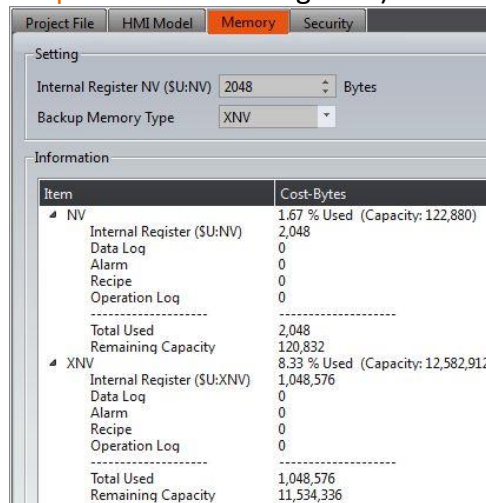 Project File HMI Model Memory Security
Setting
Internal Register NV ($U:NV) 2048 Bytes
Backup Memory Type XNV
Information
Item Cost-Bytes
NV 1.67 % Used (Capacity: 122,880)
Internal Register ($U:NV) 2,048
Data Log 0
Alarm 0
Recipe 0
Operation Log 0
-------------------- --------------------
Total Used 2,048
Remaining Capacity 120,832
XNV 8.33 % Used (Capacity: 12,582,912
Internal Register ($U:XNV) 1,048,576
Data Log 0
Alarm 0
Recipe 0
Operation Log 0
-------------------- --------------------
Total Used 1,048,576
Remaining Capacity 11,534,336